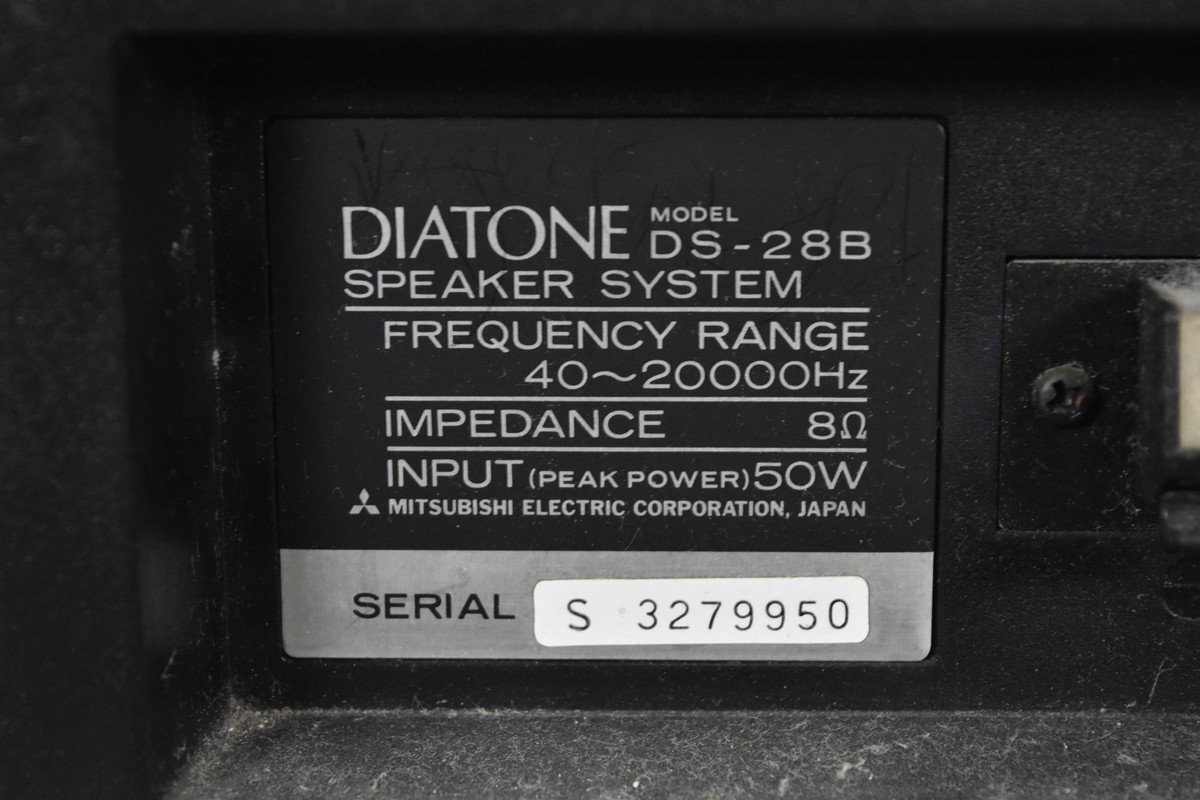 DIATONE MODEL DS-28B
SPEAKER SYSTEM
FREQUENCY RANGE
40~20000Hz
IMPEDANCE 8Ω
INPUT (PEAK POWER) 50W
MITSUBISHI ELECTRIC CORPORATION, JAPAN
SERIAL S 3279950